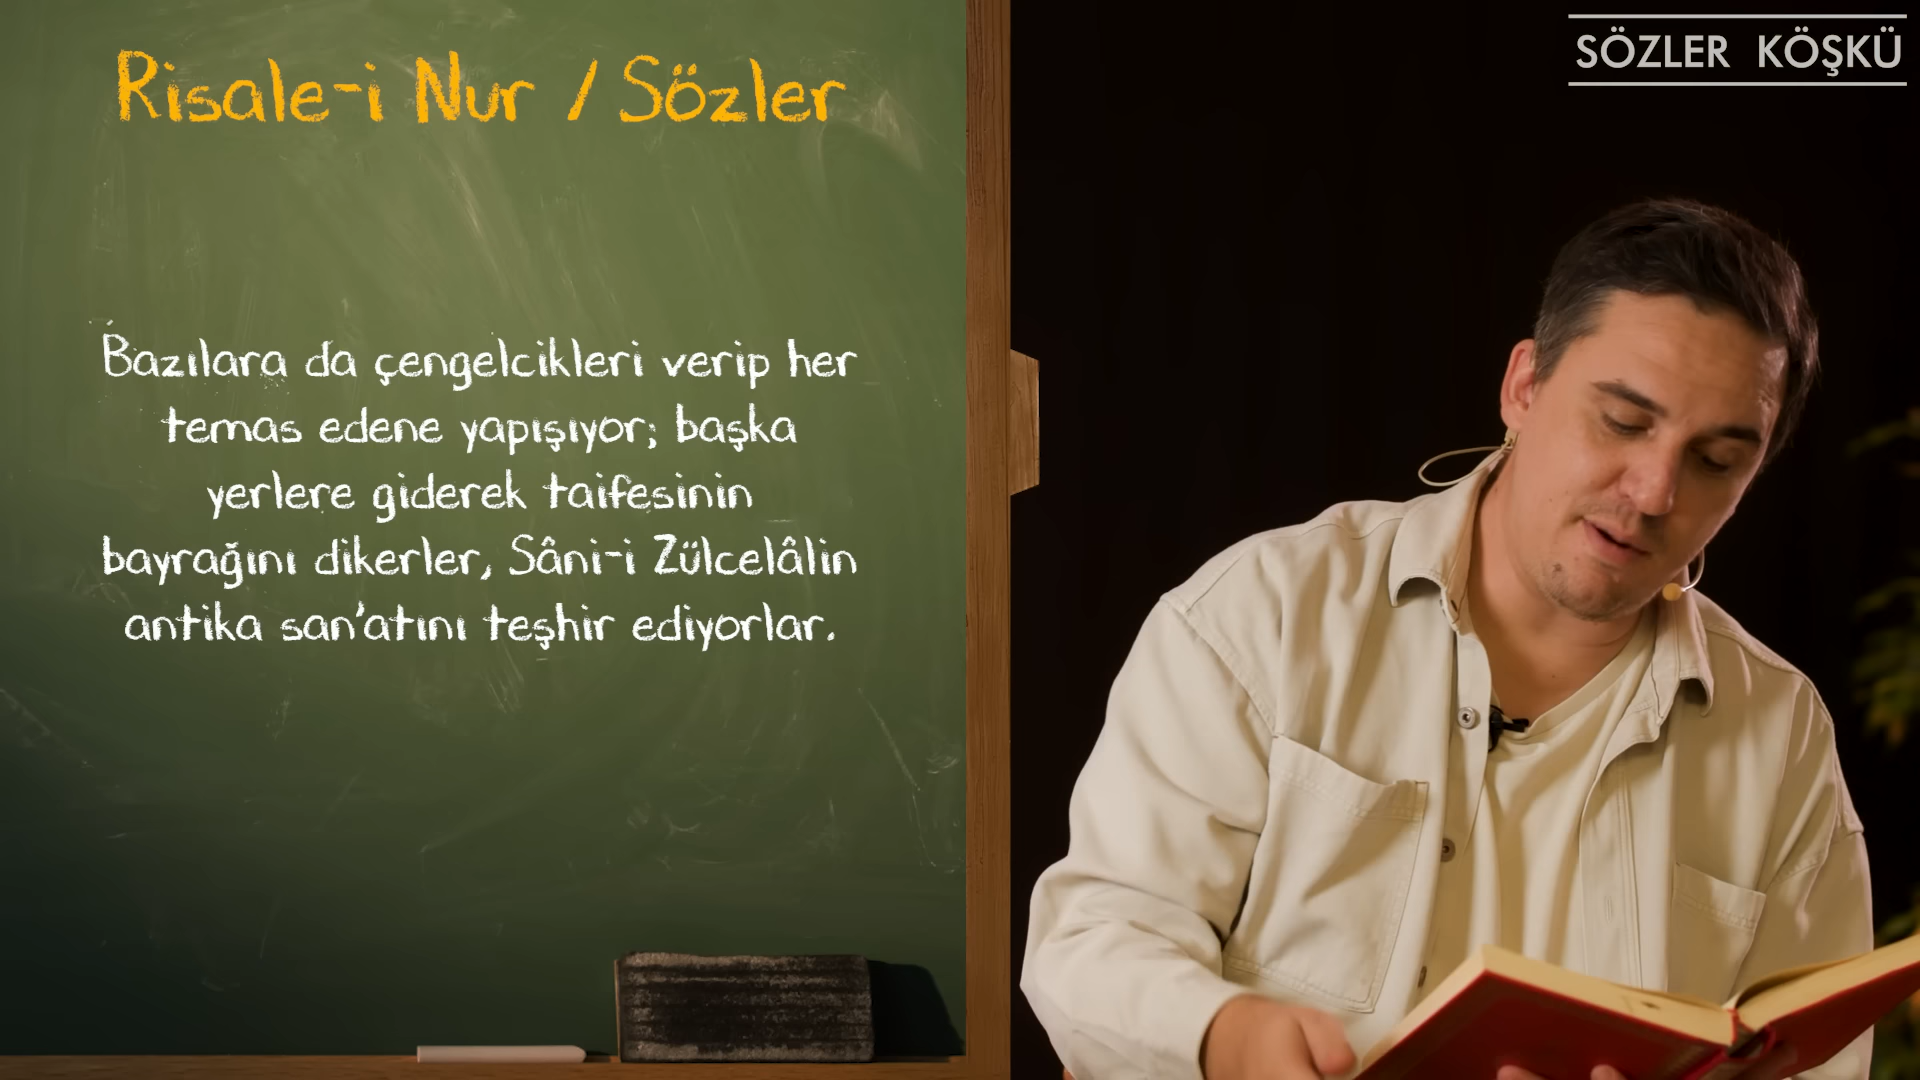 Risale-i Nur / Sözler
Bazılara da çengelcikleri verip her
temas edene yapışıyor; başka
yerlere giderek taifesinin
bayrağını dikerler, Sâni-i Zülcelâlin
antika san'atını teşhir ediyorlar.
SÖZLER KÖŞKÜ